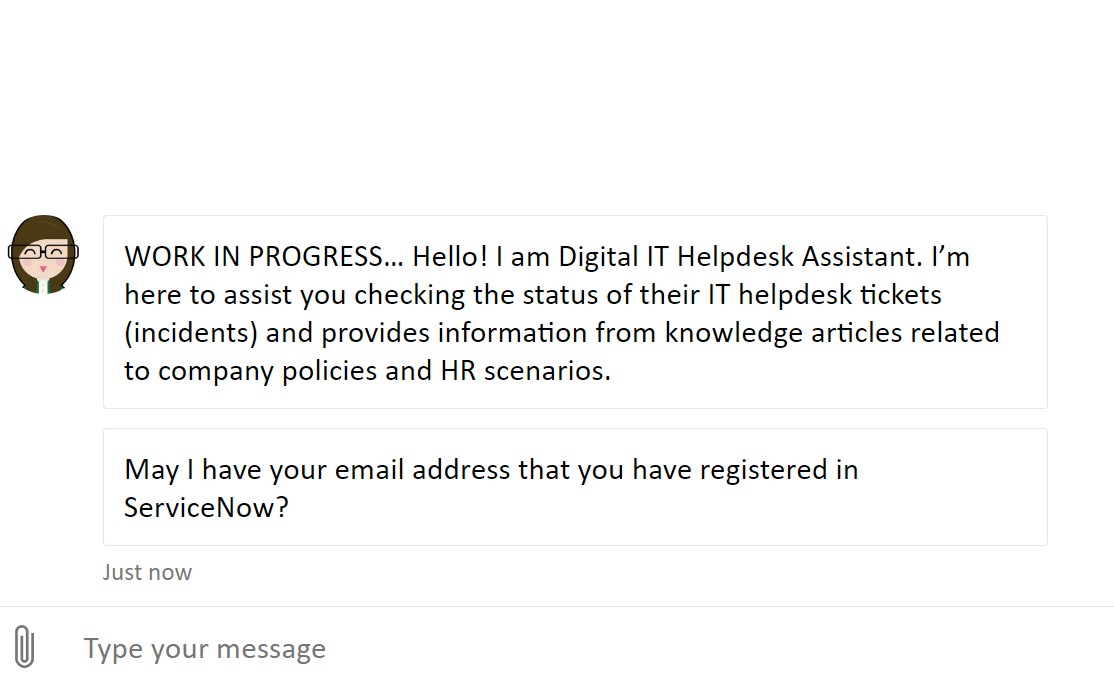 WORK IN PROGRESS... Hello! I am Digital IT Helpdesk Assistant. I’m
here to assist you checking the status of their IT helpdesk tickets
(incidents) and provides information from knowledge articles related
to company policies and HR scenarios.
May I have your email address that you have registered in
ServiceNow?
Just now
Type your message